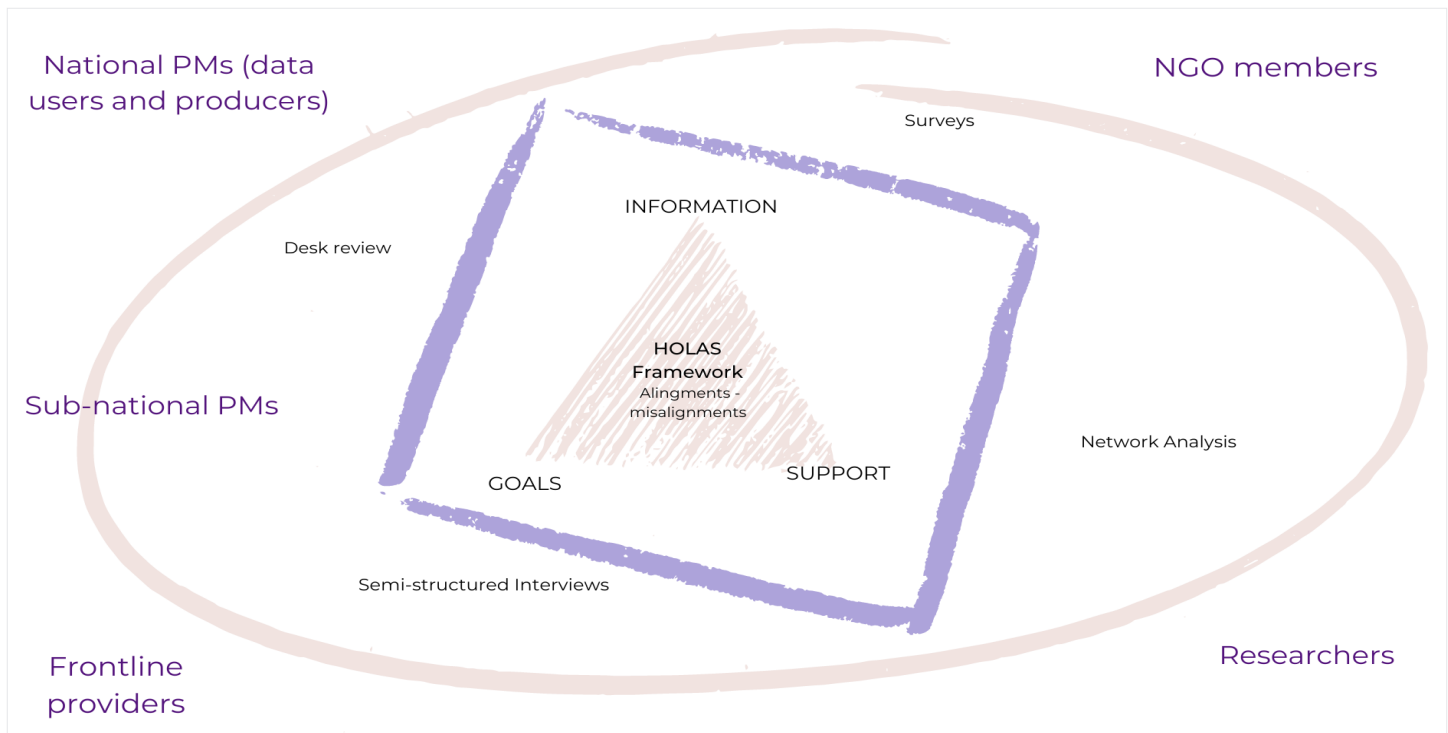 National PMs (data
users and producers)
NGO members
Surveys
INFORMATION
Desk review
HOLAS
Framework
Alingments -
misalignments
Sub-national PMs
Network Analysis
GOALS
SUPPORT
Semi-structured Interviews
Frontline
providers
Researchers